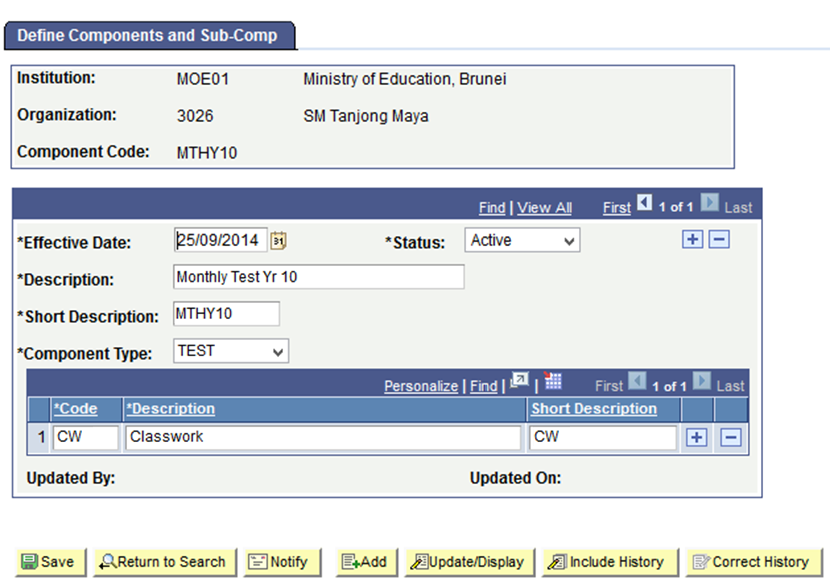 Define Components and Sub-Comp
Institution: MOE01 Ministry of Education, Brunei
Organization: 3026 SM Tanjong Maya
Component Code: MTHY10
Find | View All First 1 of 1 Last
*Effective Date: 25/09/2014 31 *Status: Active
*Description: Monthly Test Yr 10
*Short Description: MTHY10
*Component Type: TEST
Personalize | Find | | First 1 of 1 Last
*Code *Description Short Description
1 CW Classwork CW
Updated By: Updated On:
Save Return to Search Notify Add Update/Display Include History Correct History